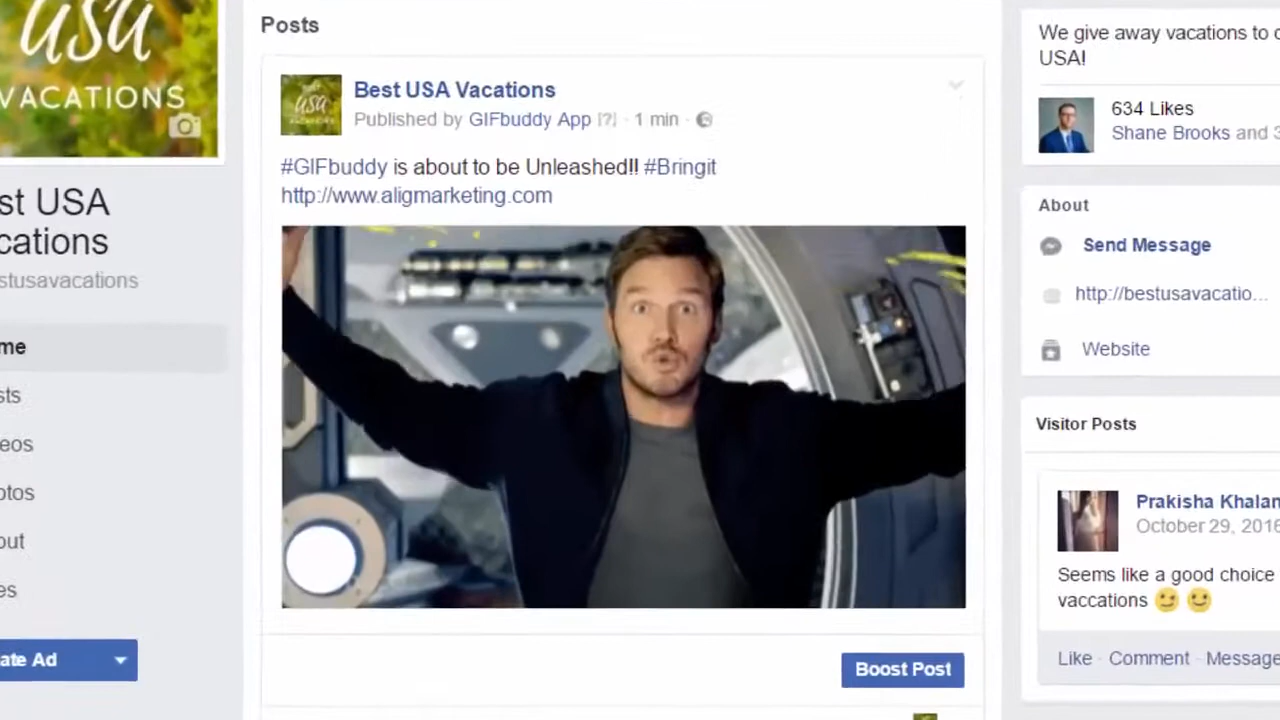 usa
VACATIONS
st USA
cations
stusavacations
me
sts
eos
otos
out
es
ate Ad
Posts
Best USA Vacations
Published by GIFbuddy App [?] · 1 min ·
#GIFbuddy is about to be Unleashed!! #Bringit
http://www.aligmarketing.com
Boost Post
We give away vacations to
USA!
634 Likes
Shane Brooks and 3
About
Send Message
http://bestusavacatio...
Website
Visitor Posts
Prakisha Khalan
October 29, 2016
Seems like a good choice
vaccations 😉 🙂
Like · Comment · Message